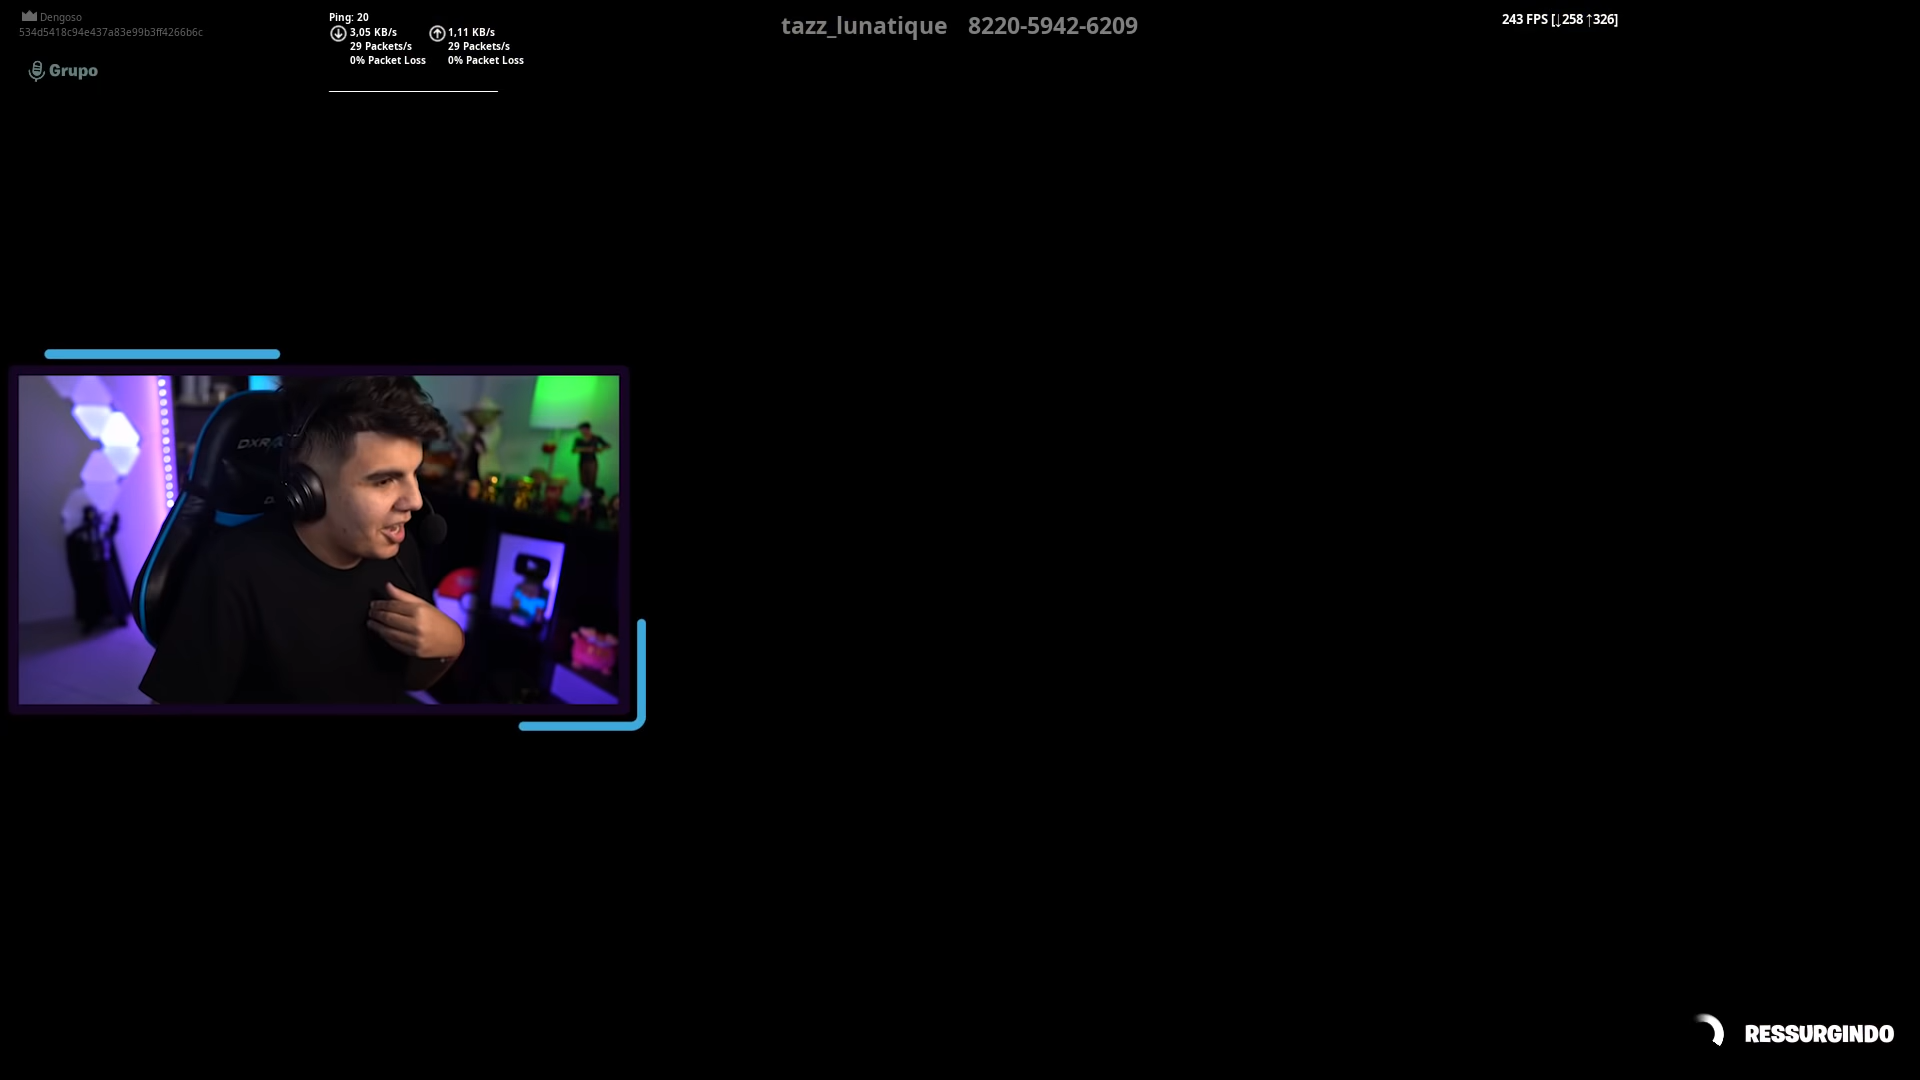 Dengoso
534d5418c94e437a83e99b3ff4266b6c
Grupo
Ping: 20
3,05 KB/s
29 Packets/s
0% Packet Loss
1,11 KB/s
29 Packets/s
0% Packet Loss
tazz_lunatique 8220-5942-6209
243 FPS [↓258 ↑326]
RESSURGINDO